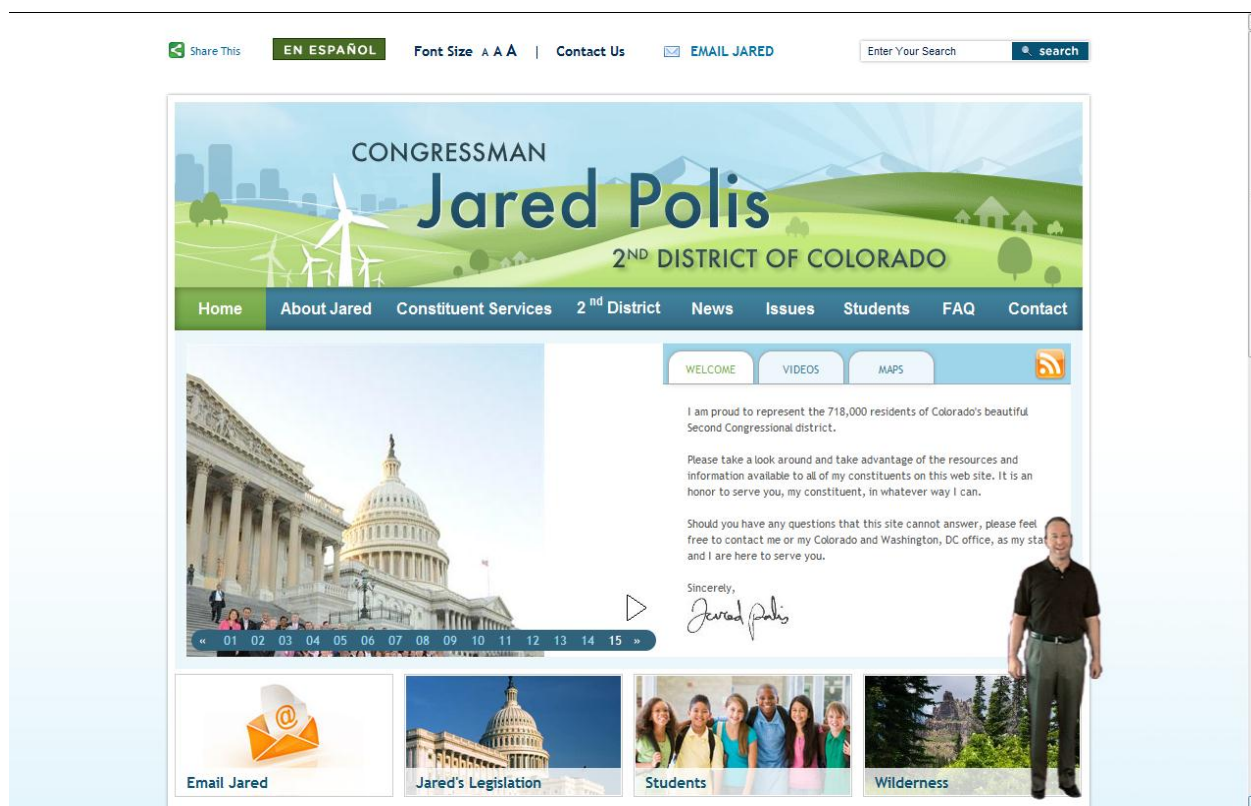 Share This
EN ESPAÑOL
Font Size A A A | Contact Us
EMAIL JARED
Enter Your Search
search
CONGRESSMAN
Jared Polis
2ND DISTRICT OF COLORADO
Home About Jared Constituent Services 2 nd District News Issues Students FAQ Contact
WELCOME VIDEOS MAPS
I am proud to represent the 718,000 residents of Colorado's beautiful
Second Congressional district.
Please take a look around and take advantage of the resources and
information available to all of my constituents on this web site. It is an
honor to serve you, my constituent, in whatever way I can.
Should you have any questions that this site cannot answer, please feel
free to contact me or my Colorado and Washington, DC office, as my
and I are here to serve you.
Sincerely,
Jared Polis
« 01 02 03 04 05 06 07 08 09 10 11 12 13 14 15 »
@
Email Jared
Jared's Legislation
Students
Wilderness